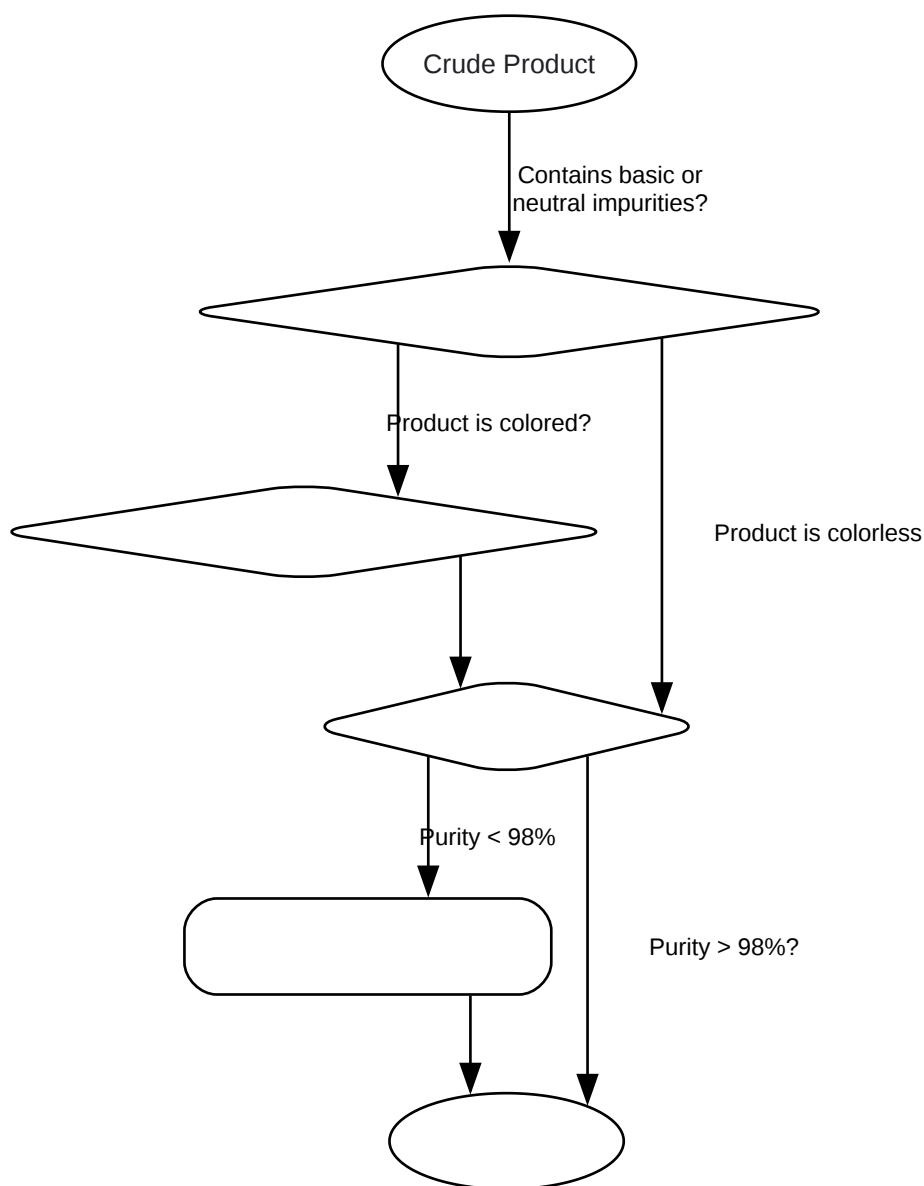 Crude Product
Contains basic or
neutral impurities?
Product is colored?
Product is colorless
Purity < 98%
Purity > 98%?